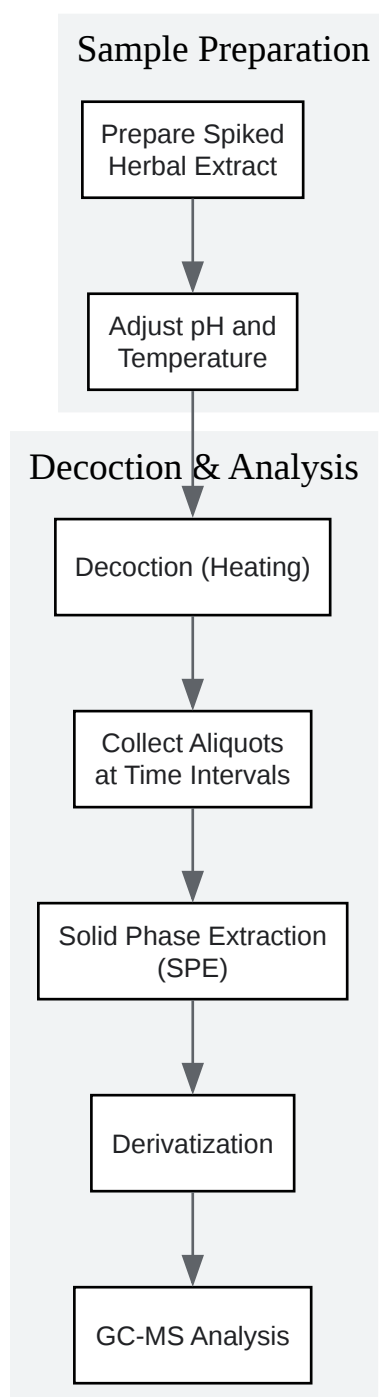 Sample Preparation
Prepare Spiked
Herbal Extract
Adjust pH and
Temperature
Decoction & Analysis
Decoction (Heating)
Collect Aliquots
at Time Intervals
Solid Phase Extraction
(SPE)
Derivatization
GC-MS Analysis